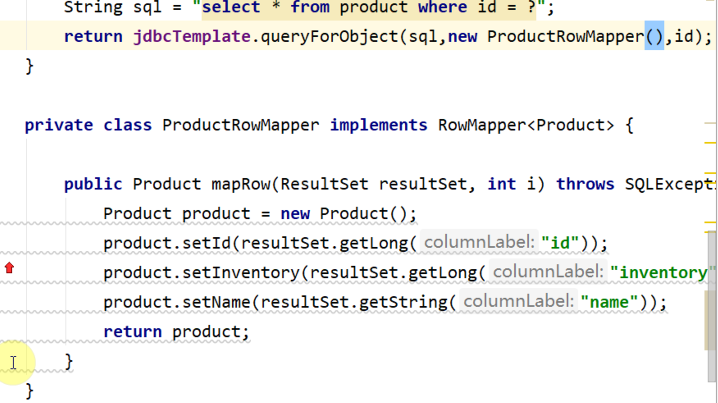 String sql = "select * from product where id = ?";
return jdbcTemplate.queryForObject(sql,new ProductRowMapper(),id);
}
private class ProductRowMapper implements RowMapper<Product> {
public Product mapRow(ResultSet resultSet, int i) throws SQLExcept
Product product = new Product();
product.setId(resultSet.getLong( columnLabel: "id"));
product.setInventory(resultSet.getLong( columnLabel: "inventory"
product.setName(resultSet.getString( columnLabel: "name"));
return product;
}
}